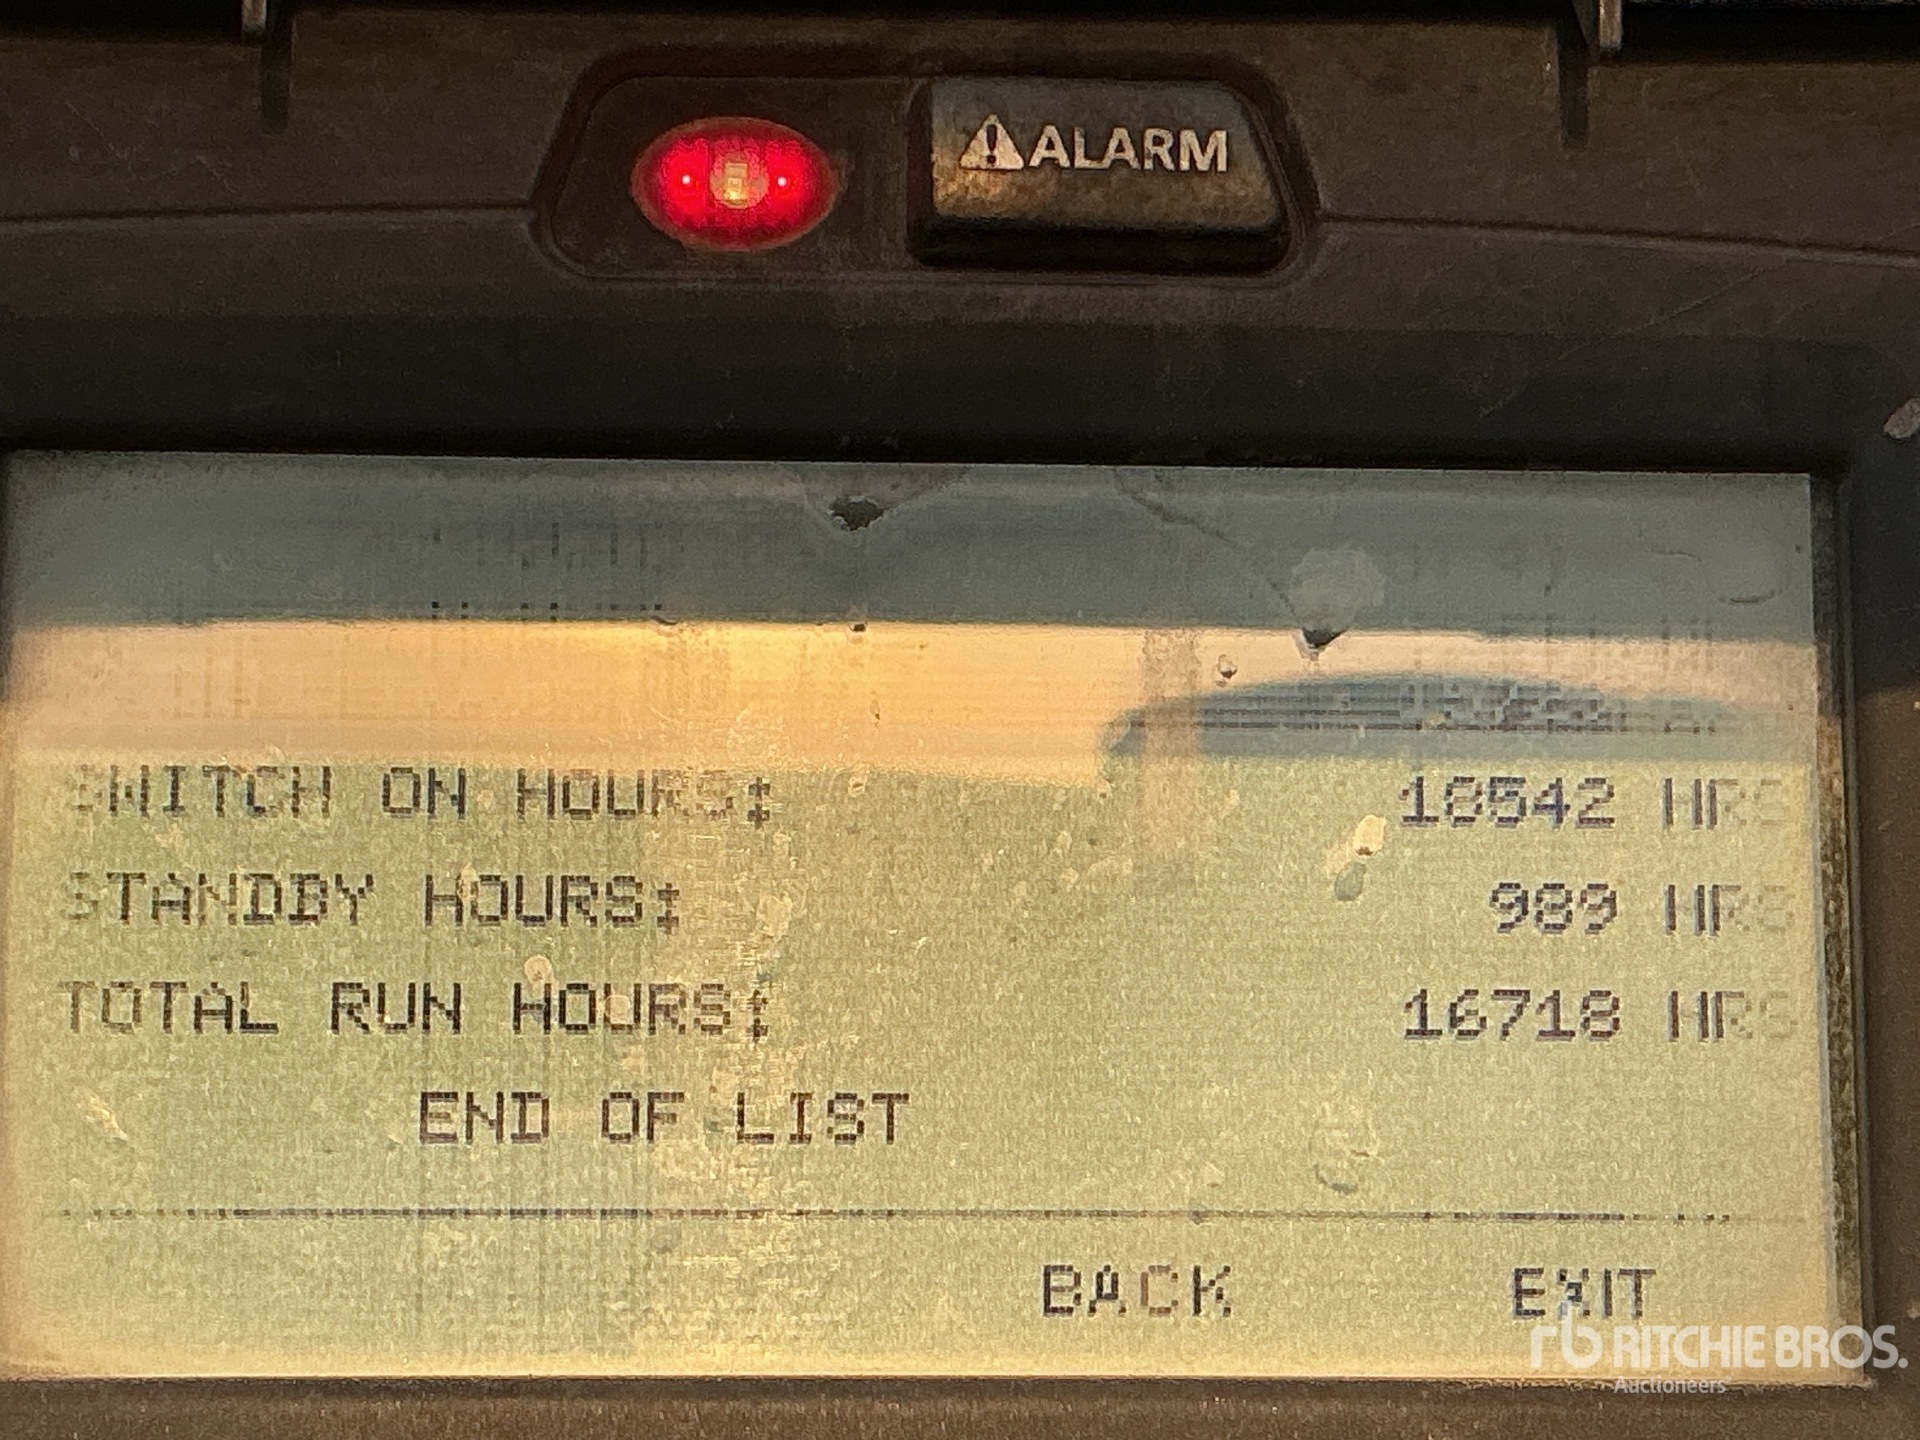 ⚠ALARM
SWITCH ON HOURS: 18542 HRS
STANDBY HOURS: 989 HRS
TOTAL RUN HOURS: 16718 HRS
END OF LIST
BACK EXIT
rb RITCHIE BROS.
Auctioneers